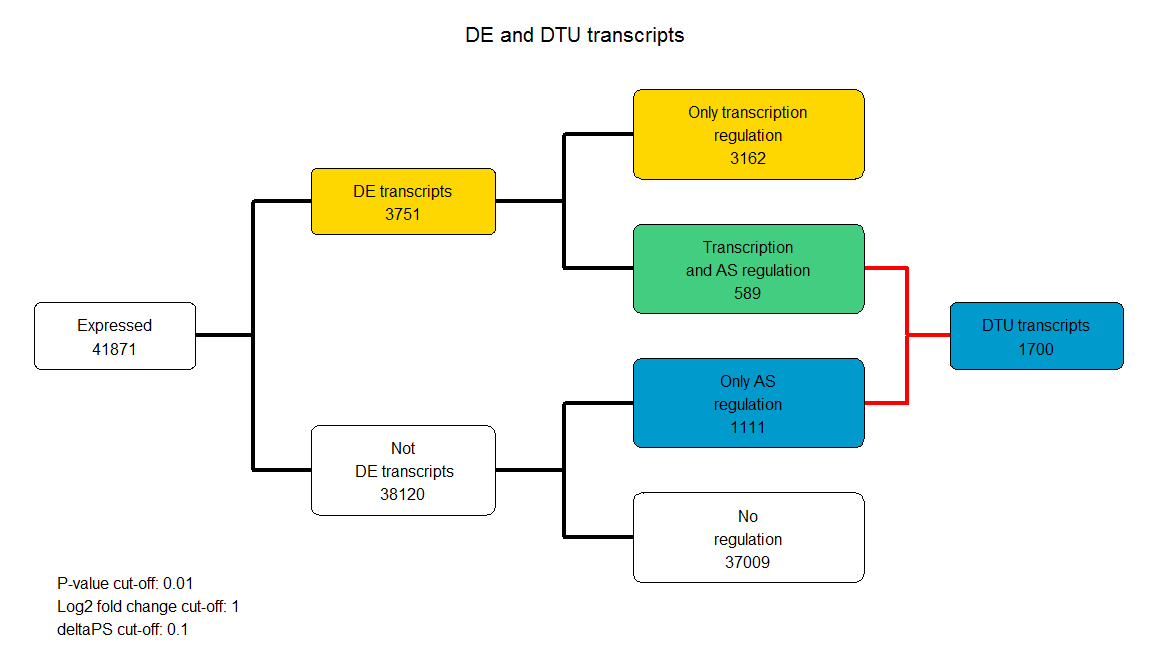 DE and DTU transcripts
Only transcription
regulation
3162
DE transcripts
3751
Transcription
and AS regulation
589
Expressed
41871
DTU transcripts
1700
Only AS
regulation
1111
Not
DE transcripts
38120
No
regulation
37009
P-value cut-off: 0.01
Log2 fold change cut-off: 1
deltaPS cut-off: 0.1